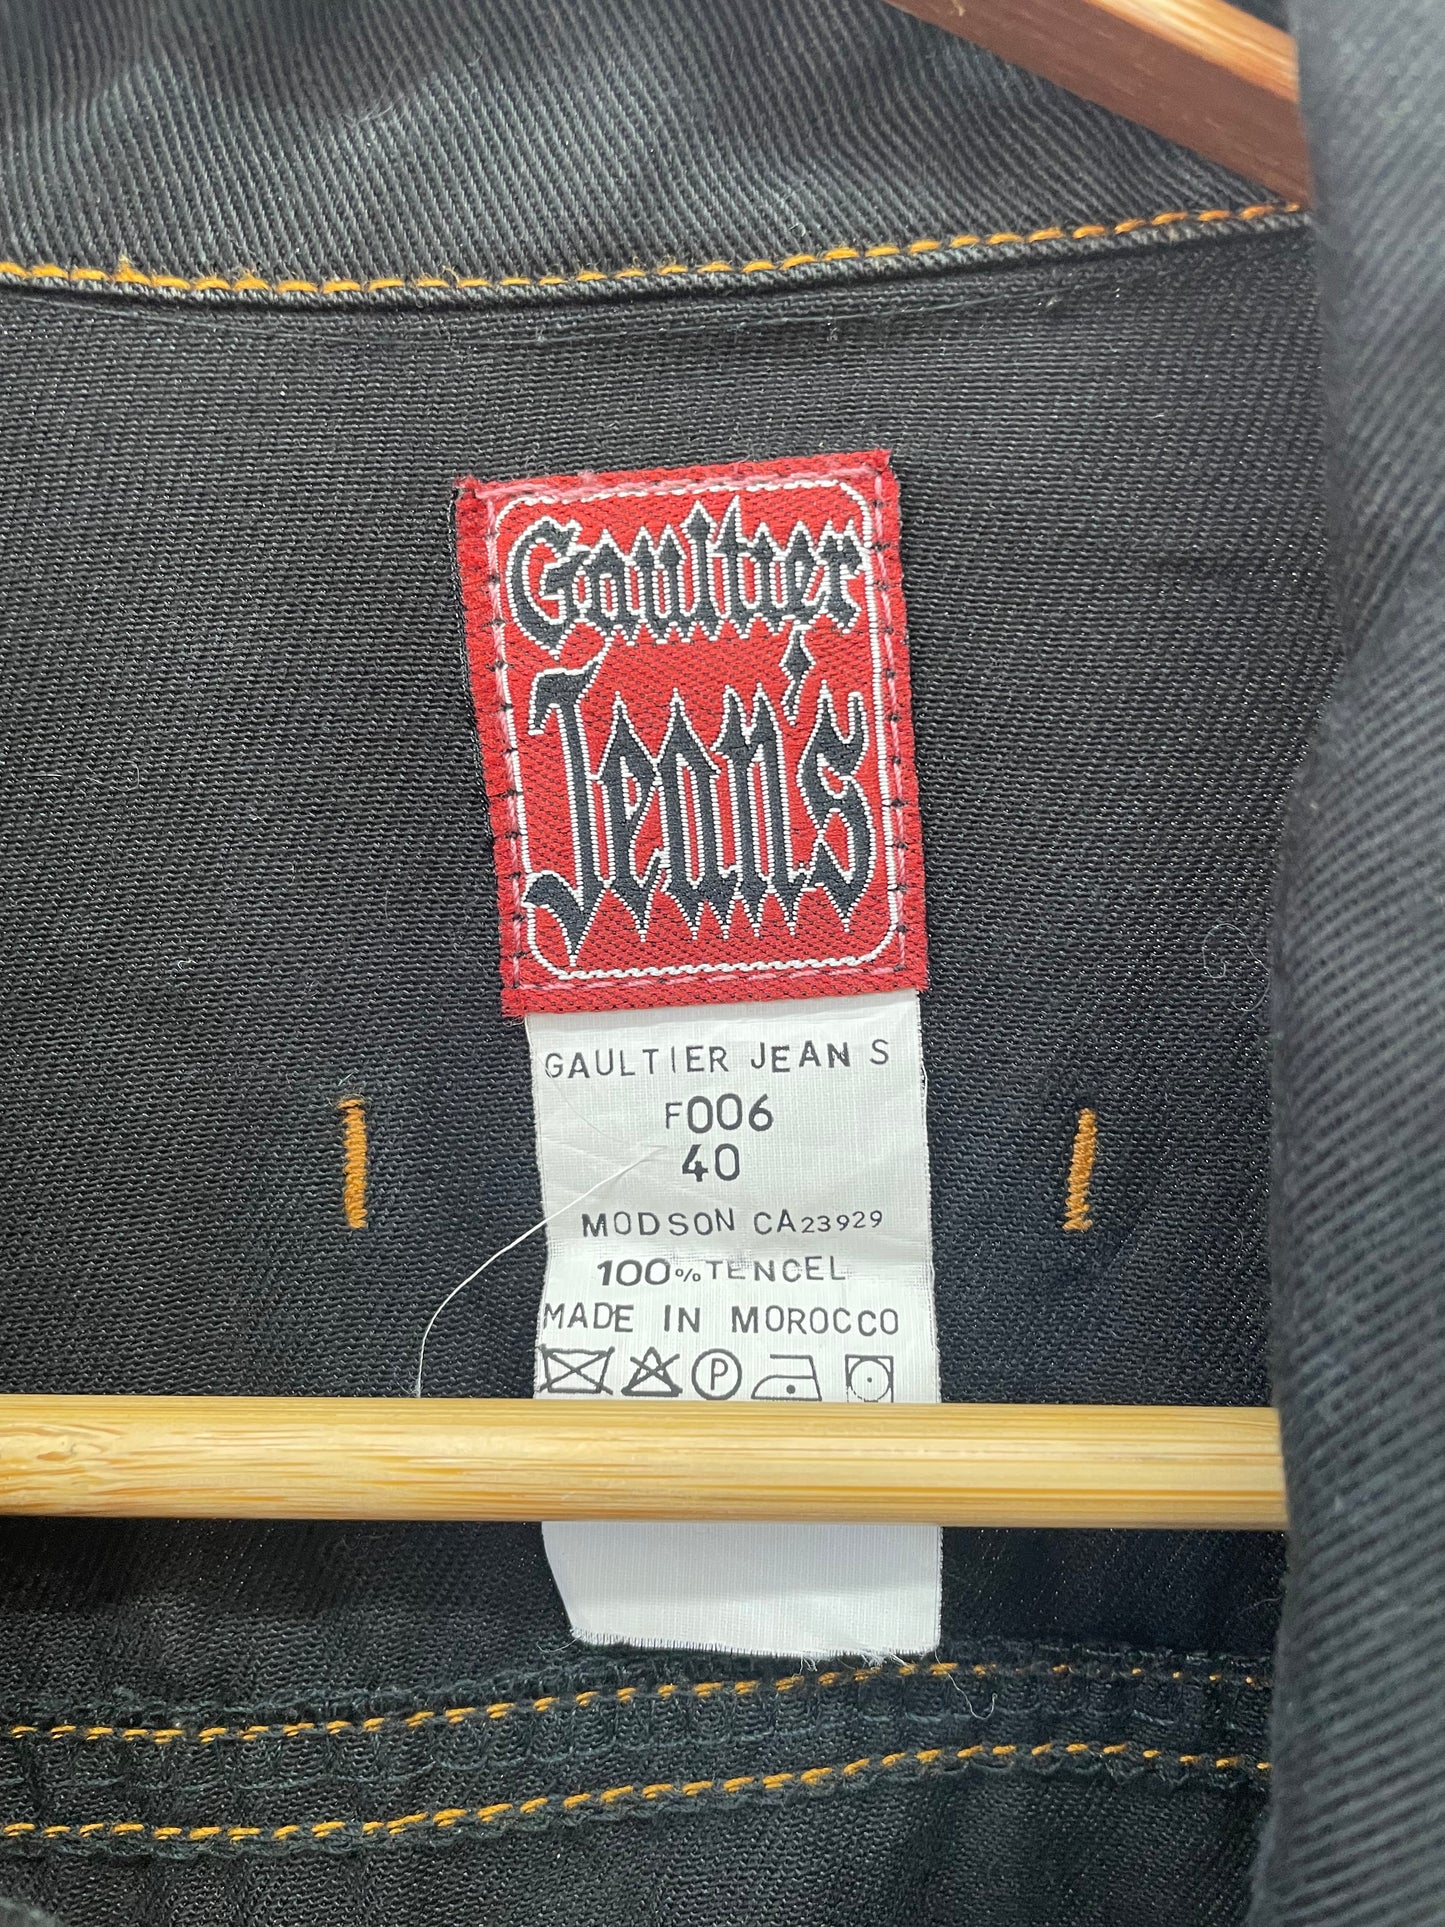 Gaultier
Jean's
GAULTIER JEAN S
F006
40
MODSON CA23929
100% TENCEL
MADE IN MOROCCO
P